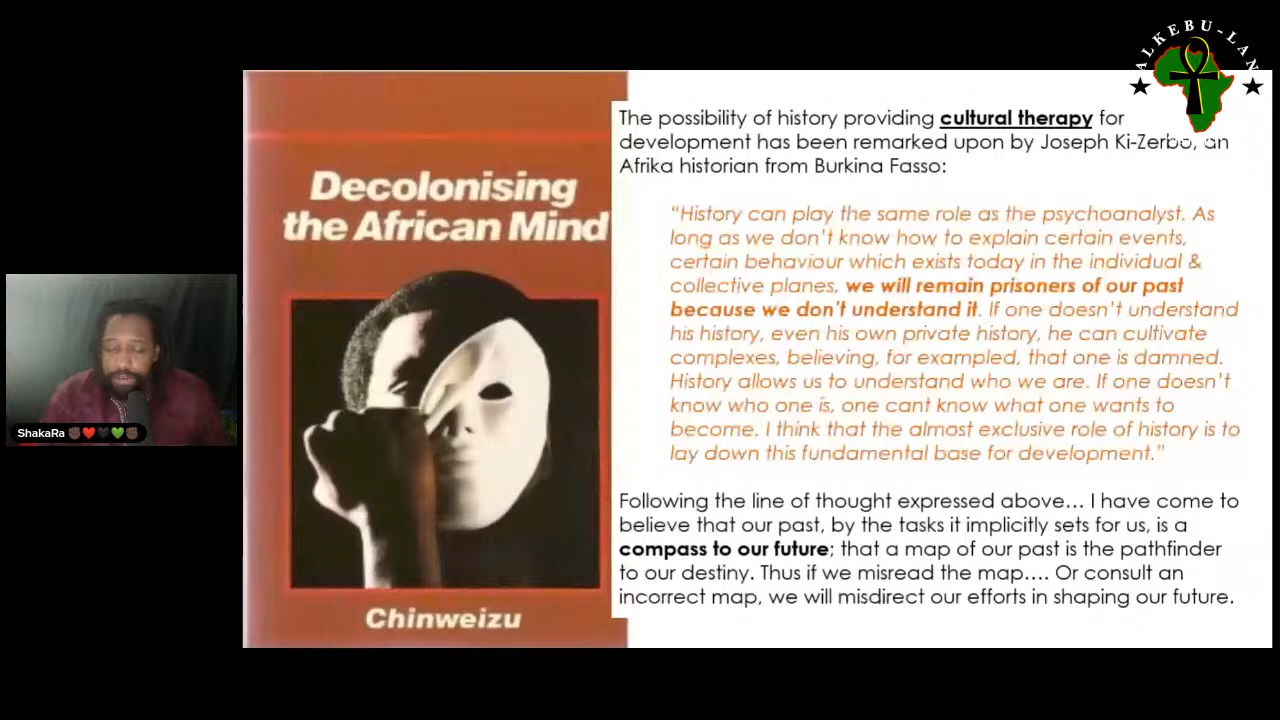 ALKEBU-LAN
The possibility of history providing cultural therapy for
development has been remarked upon by Joseph Ki-Zerbo, an
Afrika historian from Burkina Fasso:
"History can play the same role as the psychoanalyst. As
long as we don't know how to explain certain events,
certain behaviour which exists today in the individual &
collective planes, we will remain prisoners of our past
because we don't understand it. If one doesn't understand
his history, even his own private history, he can cultivate
complexes, believing, for exampled, that one is damned.
History allows us to understand who we are. If one doesn't
know who one is, one cant know what one wants to
become. I think that the almost exclusive role of history is to
lay down this fundamental base for development."
Following the line of thought expressed above... I have come to
believe that our past, by the tasks it implicitly sets for us, is a
compass to our future; that a map of our past is the pathfinder
to our destiny. Thus if we misread the map.... Or consult an
incorrect map, we will misdirect our efforts in shaping our future.
Decolonising
the African Mind
Chinweizu
ShakaRa